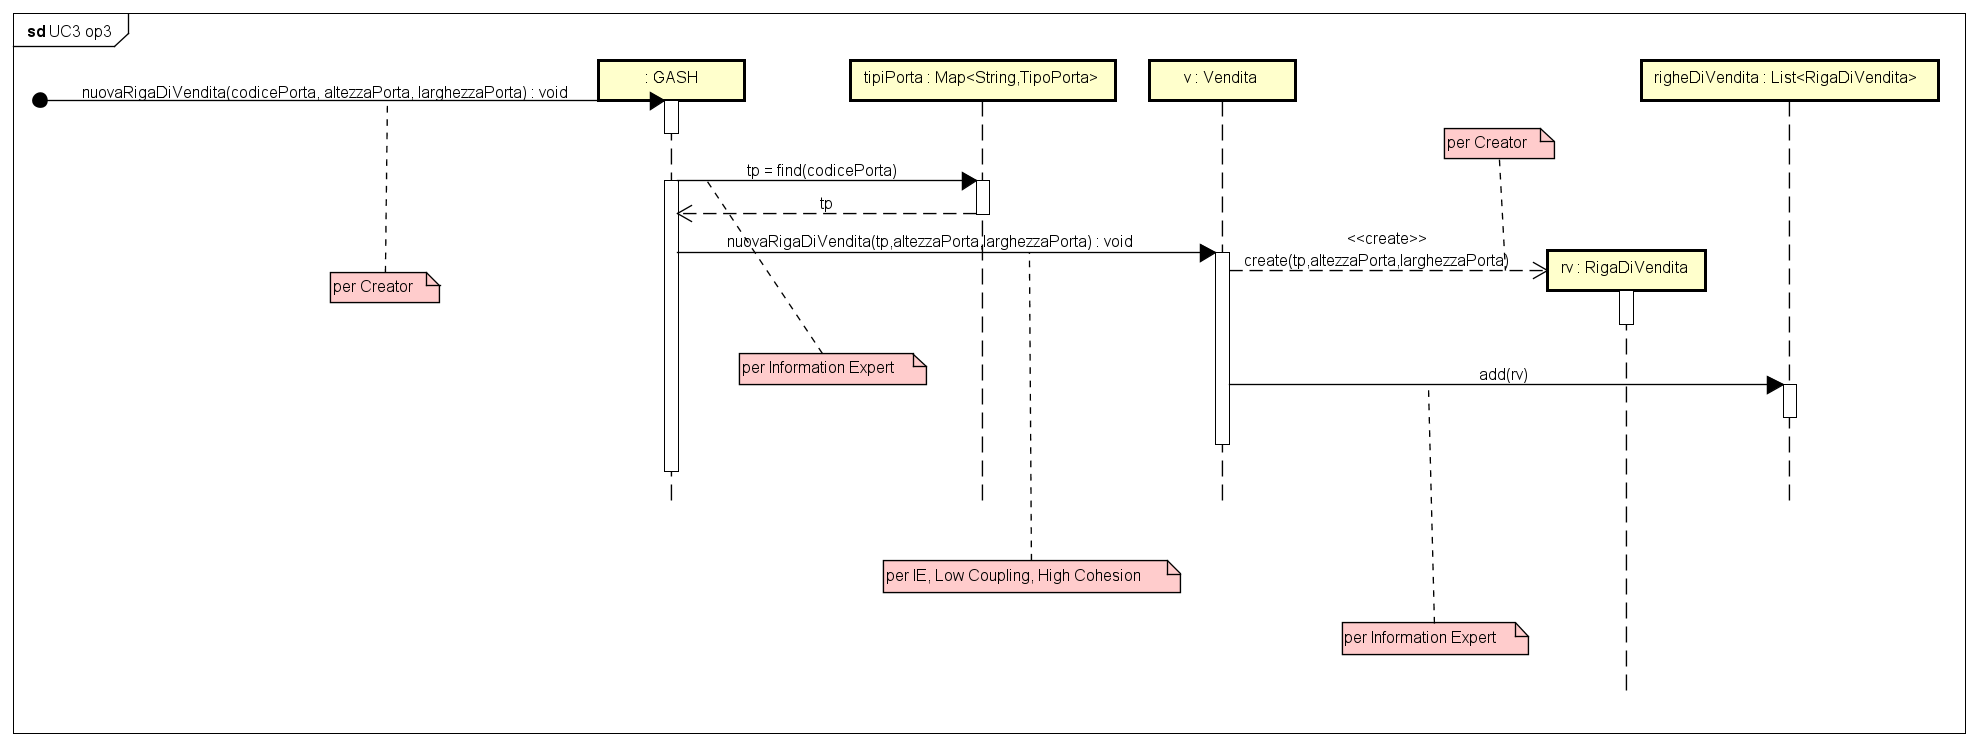 sd UC3 op3
: GASH
tipiPorta : Map<String,TipoPorta>
v : Vendita
righeDiVendita : List<RigaDiVendita>
nuovaRigaDiVendita(codicePorta, altezzaPorta, larghezzaPorta) : void
per Creator
tp = find(codicePorta)
tp
nuovaRigaDiVendita(tp,altezzaPorta,larghezzaPorta) : void
<<create>>
create(tp,altezzaPorta,larghezzaPorta)
rv : RigaDiVendita
per Creator
per Information Expert
add(rv)
per IE, Low Coupling, High Cohesion
per Information Expert